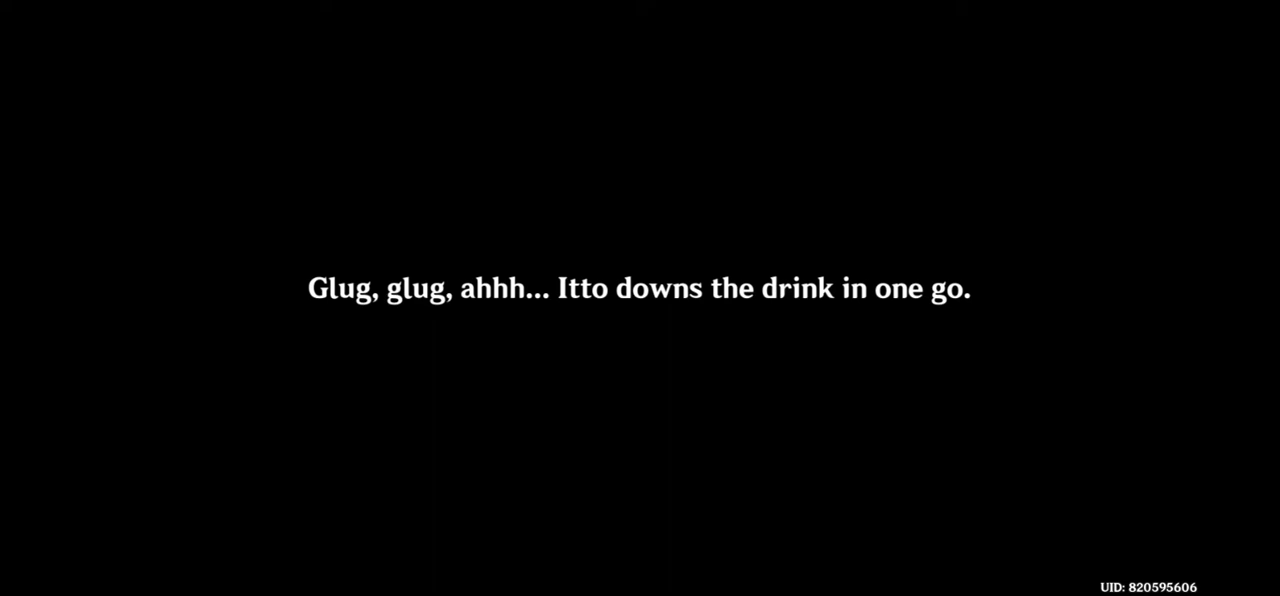 Glug, glug, ahhh... Itto downs the drink in one go.
UID: 820595606